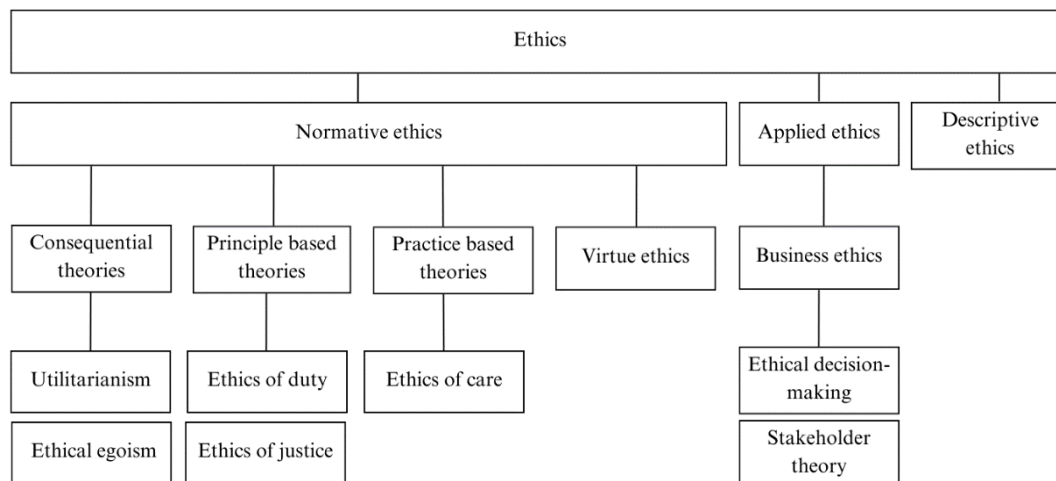 Ethics
Normative ethics
Applied ethics
Descriptive
ethics
Consequential
theories
Principle based
theories
Practice based
theories
Virtue ethics
Business ethics
Utilitarianism
Ethics of duty
Ethics of care
Ethical decision-
making
Ethical egoism
Ethics of justice
Stakeholder
theory